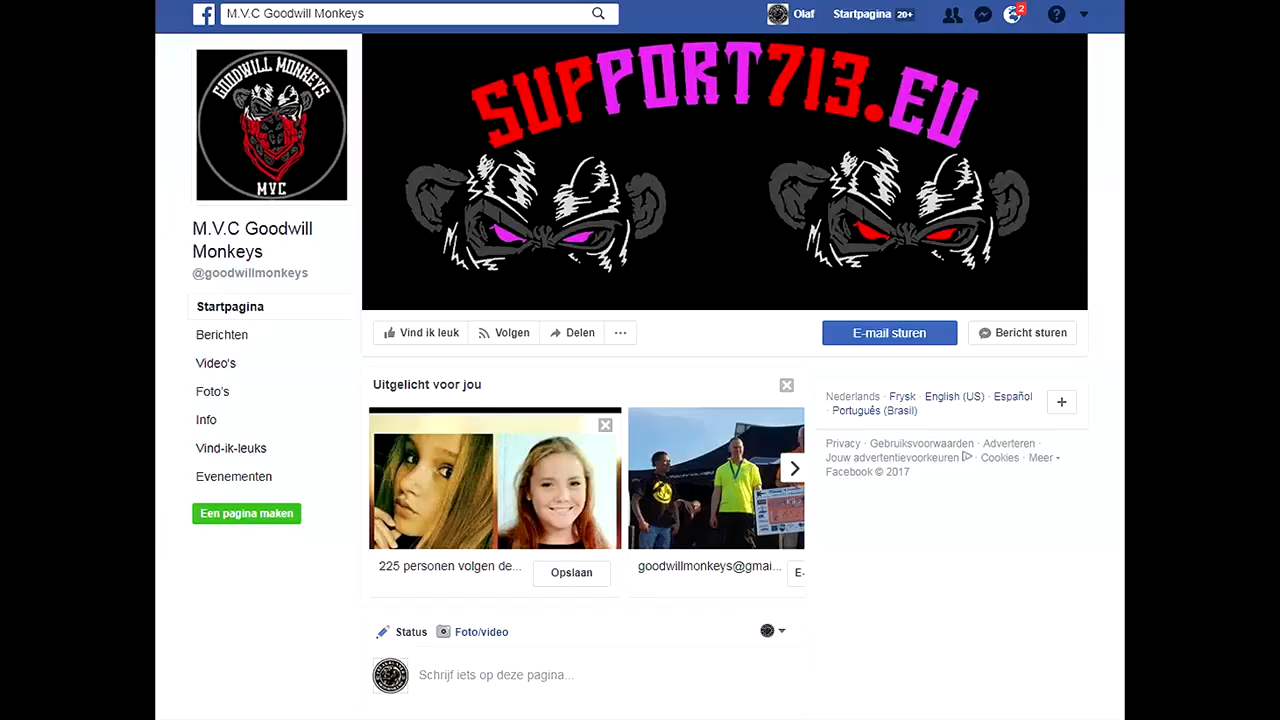 M.V.C Goodwill Monkeys
Olaf
Startpagina 20+
2
GOODWILL MONKEYS
MVC
SUPPORT713.EU
M.V.C Goodwill
Monkeys
@goodwillmonkeys
Startpagina
Berichten
Video's
Foto's
Info
Vind-ik-leuks
Evenementen
Een pagina maken
Vind ik leuk
Volgen
Delen
E-mail sturen
Bericht sturen
Uitgelicht voor jou
225 personen volgen de...
Opslaan
goodwillmonkeys@gmai...
E-
Status
Foto/video
Schrijf iets op deze pagina...
Nederlands · Frysk · English (US) · Español
· Português (Brasil)
Privacy · Gebruiksvoorwaarden · Adverteren ·
Jouw advertentievoorkeuren · Cookies · Meer
Facebook © 2017